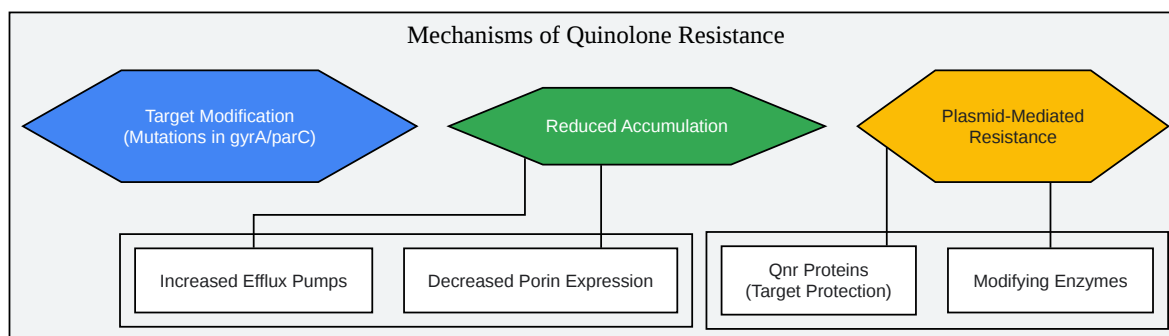 Mechanisms of Quinolone Resistance
Target Modification
(Mutations in gyrA/parC)
Reduced Accumulation
Plasmid-Mediated
Resistance
Increased Efflux Pumps
Decreased Porin Expression
Qnr Proteins
(Target Protection)
Modifying Enzymes